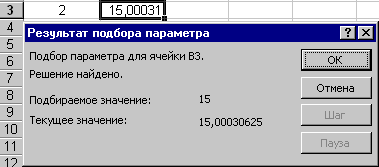 3 2 15,00031
4
5 Результат подбора параметра ? ×
6 Подбор параметра для ячейки B3. OK
7 Решение найдено.
8 Подбираемое значение: 15 Отмена
9
10 Текущее значение: 15,00030625 Шаг
11 Пауза
12